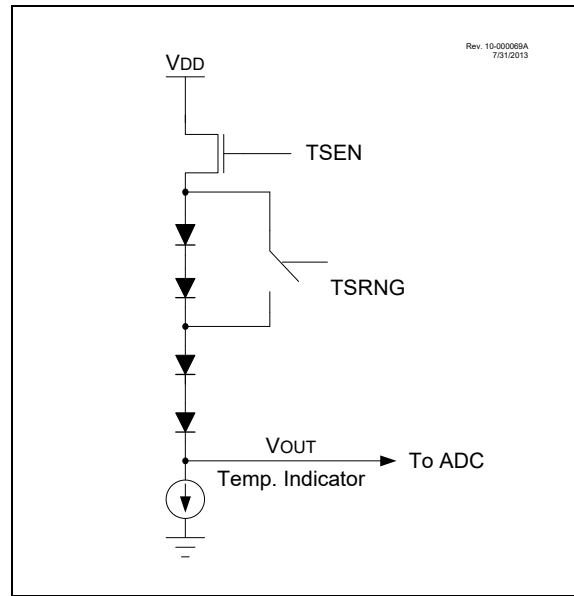 Rev. 10-000069A
7/31/2013
VDD
TSEN
TSRNG
VOUT
To ADC
Temp. Indicator